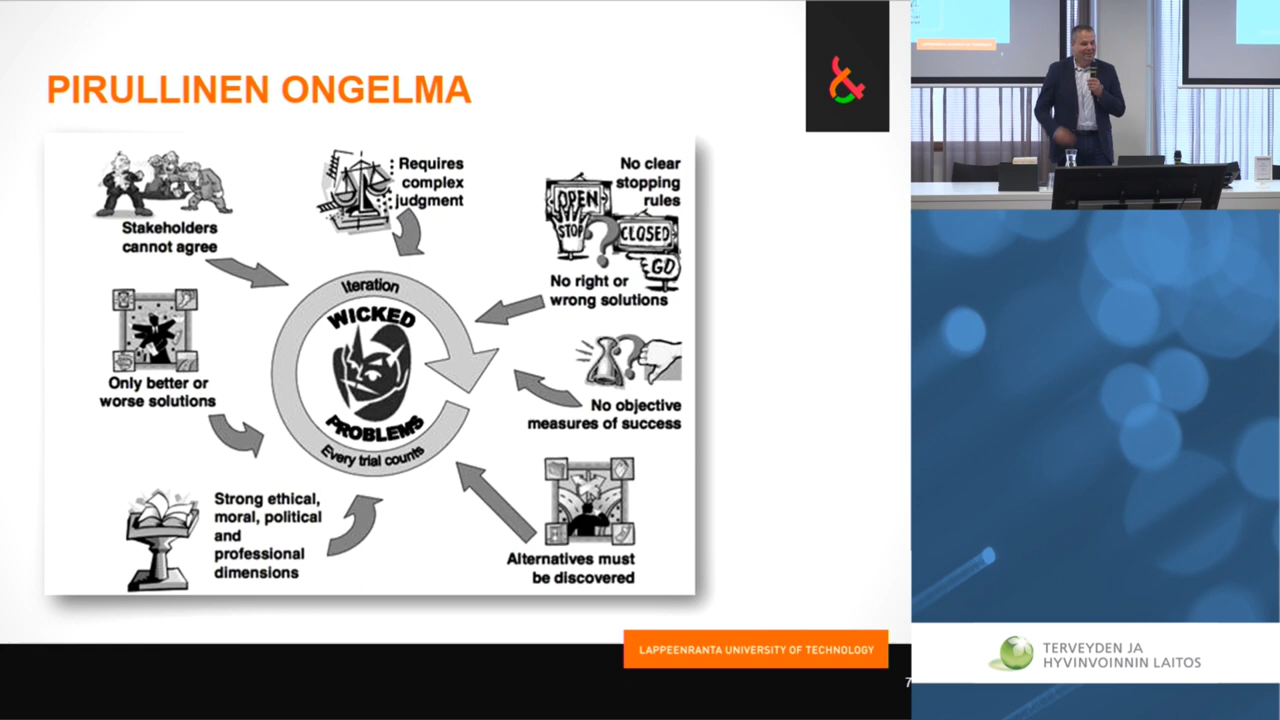 PIRULLINEN ONGELMA
&
Stakeholders
cannot agree
Requires
complex
judgment
No clear
stopping
rules
OPEN
STOP
?
CLOSED
GO
No right or
wrong solutions
Iteration
WICKED
PROBLEMS
Every trial counts
Only better or
worse solutions
?
No objective
measures of success
Strong ethical,
moral, political
and
professional
dimensions
Alternatives must
be discovered
LAPPEENRANTA UNIVERSITY OF TECHNOLOGY
7
TERVEYDEN JA
HYVINVOINNIN LAITOS